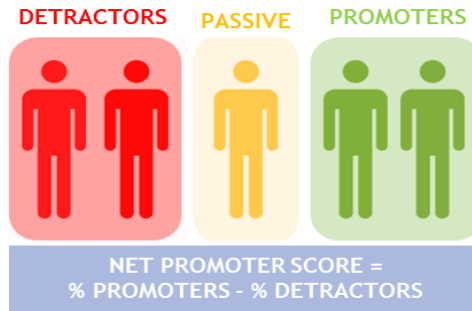 DETRACTORS
PASSIVE
PROMOTERS
NET PROMOTER SCORE =
% PROMOTERS - % DETRACTORS